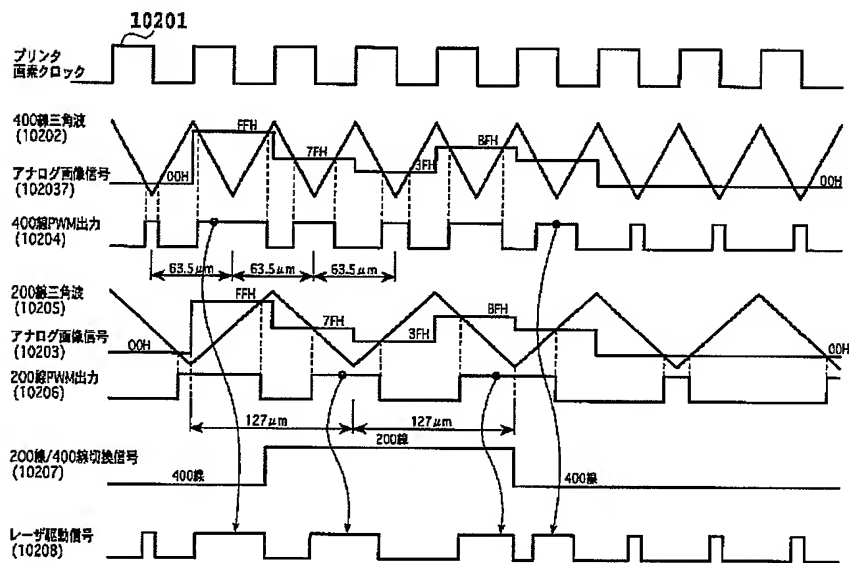 10201
プリンタ
画素クロック
400線三角波
(10202)
FFH
7FH
3FH
BFH
アナログ画像信号
(102037)
00H
00H
400線PWM出力
(10204)
63.5μm
63.5μm
63.5μm
200線三角波
(10205)
FFH
7FH
3FH
BFH
アナログ画像信号
(10203)
00H
00H
200線PWM出力
(10206)
127μm
127μm
200線/400線切換信号
(10207)
400線
200線
400線
レーザ駆動信号
(10208)